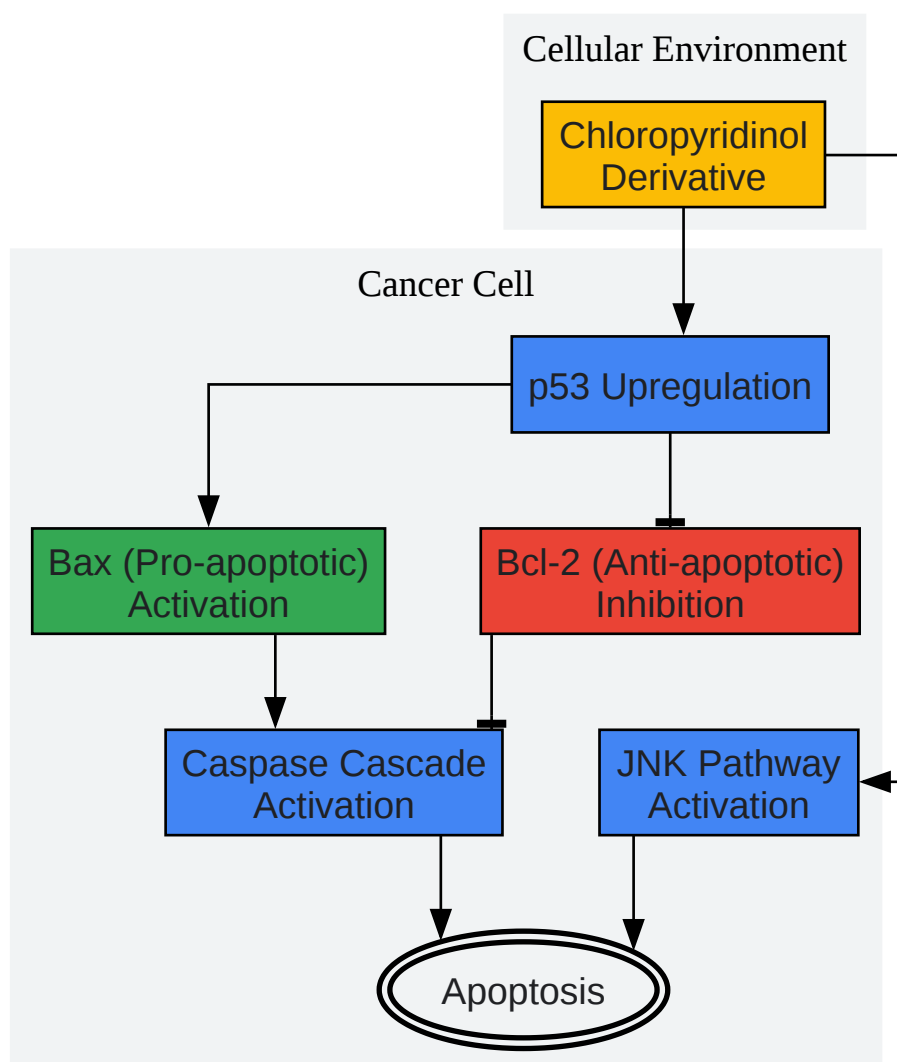 Cellular Environment
Chloropyridinol
Derivative
Cancer Cell
p53 Upregulation
Bax (Pro-apoptotic)
Activation
Bcl-2 (Anti-apoptotic)
Inhibition
Caspase Cascade
Activation
JNK Pathway
Activation
Apoptosis